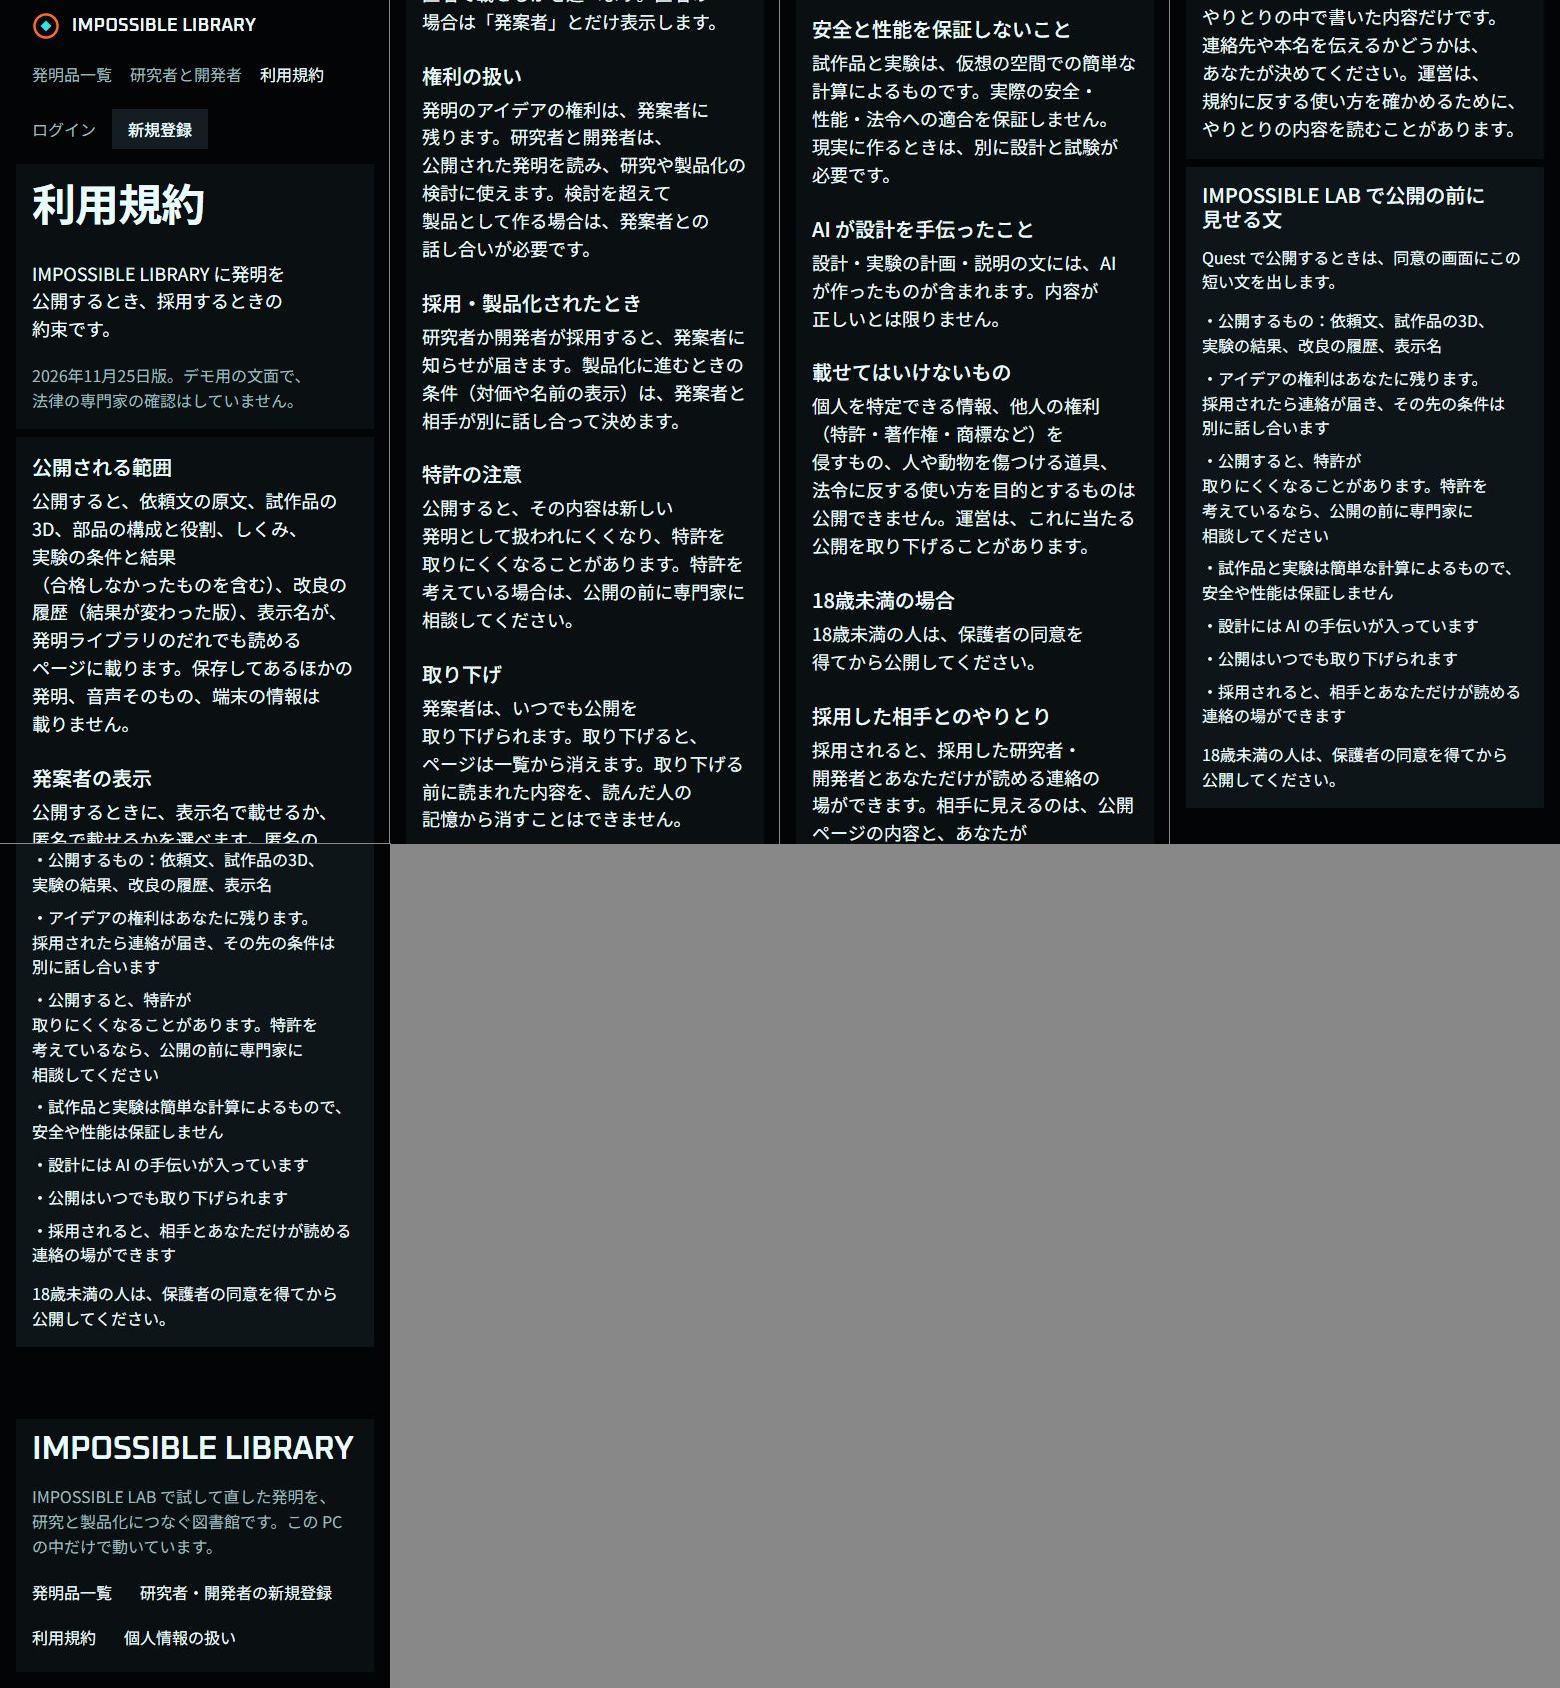 IMPOSSIBLE LIBRARY
発明品一覧 研究者と開発者 利用規約
ログイン 新規登録
利用規約
IMPOSSIBLE LIBRARY に発明を
公開するとき、採用するときの
約束です。
2026年11月25日版。デモ用の文面で、
法律の専門家の確認はしていません。
公開される範囲
公開すると、依頼文の原文、試作品の
3D、部品の構成と役割、しくみ、
実験の条件と結果
（合格しなかったものを含む）、改良の
履歴（結果が変わった版）、表示名が、
発明ライブラリのだれでも読める
ページに載ります。保存してあるほかの
発明、音声そのもの、端末の情報は
載りません。
発案者の表示
公開するときに、表示名で載せるか、
匿名で載せるかを選べます。匿名の
場合は「発案者」とだけ表示します。
権利の扱い
発明のアイデアの権利は、発案者に
残ります。研究者と開発者は、
公開された発明を読み、研究や製品化の
検討に使えます。検討を超えて
製品として作る場合は、発案者との
話し合いが必要です。
採用・製品化されたとき
研究者か開発者が採用すると、発案者に
知らせが届きます。製品化に進むときの
条件（対価や名前の表示）は、発案者と
相手が別に話し合って決めます。
特許の注意
公開すると、その内容は新しい
発明として扱われにくくなり、特許を
取りにくくなることがあります。特許を
考えている場合は、公開の前に専門家に
相談してください。
取り下げ
発案者は、いつでも公開を
取り下げられます。取り下げると、
ページは一覧から消えます。取り下げる
前に読まれた内容を、読んだ人の
記憶から消すことはできません。
安全と性能を保証しないこと
試作品と実験は、仮想の空間での簡単な
計算によるものです。実際の安全・
性能・法令への適合を保証しません。
現実に作るときは、別に設計と試験が
必要です。
AI が設計を手伝ったこと
設計・実験の計画・説明の文には、AI
が作ったものが含まれます。内容が
正しいとは限りません。
載せてはいけないもの
個人を特定できる情報、他人の権利
（特許・著作権・商標など）を
侵すもの、人や動物を傷つける道具、
法令に反する使い方を目的とするものは
公開できません。運営は、これに当たる
公開を取り下げることがあります。
18歳未満の場合
18歳未満の人は、保護者の同意を
得てから公開してください。
採用した相手とのやりとり
採用されると、採用した研究者・
開発者とあなただけが読める連絡の
場ができます。相手に見えるのは、公開
ページの内容と、あなたが
やりとりの中で書いた内容だけです。
連絡先や本名を伝えるかどうかは、
あなたが決めてください。運営は、
規約に反する使い方を確かめるために、
やりとりの内容を読むことがあります。
IMPOSSIBLE LAB で公開の前に
見せる文
Quest で公開するときは、同意の画面にこの
短い文を出します。
・公開するもの：依頼文、試作品の3D、
実験の結果、改良の履歴、表示名
・アイデアの権利はあなたに残ります。
採用されたら連絡が届き、その先の条件は
別に話し合います
・公開すると、特許が
取りにくくなることがあります。特許を
考えているなら、公開の前に専門家に
相談してください
・試作品と実験は簡単な計算によるもので、
安全や性能は保証しません
・設計には AI の手伝いが入っています
・公開はいつでも取り下げられます
・採用されると、相手とあなただけが読める
連絡の場ができます
18歳未満の人は、保護者の同意を得てから
公開してください。
・公開するもの：依頼文、試作品の3D、
実験の結果、改良の履歴、表示名
・アイデアの権利はあなたに残ります。
採用されたら連絡が届き、その先の条件は
別に話し合います
・公開すると、特許が
取りにくくなることがあります。特許を
考えているなら、公開の前に専門家に
相談してください
・試作品と実験は簡単な計算によるもので、
安全や性能は保証しません
・設計には AI の手伝いが入っています
・公開はいつでも取り下げられます
・採用されると、相手とあなただけが読める
連絡の場ができます
18歳未満の人は、保護者の同意を得てから
公開してください。
IMPOSSIBLE LIBRARY
IMPOSSIBLE LAB で試して直した発明を、
研究と製品化につなぐ図書館です。この PC
の中だけで動いています。
発明品一覧 研究者・開発者の新規登録
利用規約 個人情報の扱い